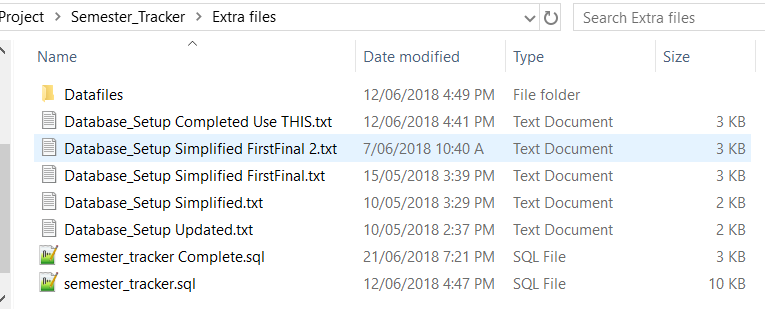 Project > Semester_Tracker > Extra files Search Extra files
Name Date modified Type Size
Datafiles 12/06/2018 4:49 PM File folder
Database_Setup Completed Use THIS.txt 12/06/2018 4:41 PM Text Document 3 KB
Database_Setup Simplified FirstFinal 2.txt 7/06/2018 10:40 A Text Document 3 KB
Database_Setup Simplified FirstFinal.txt 15/05/2018 3:39 PM Text Document 3 KB
Database_Setup Simplified.txt 10/05/2018 3:29 PM Text Document 2 KB
Database_Setup Updated.txt 10/05/2018 2:37 PM Text Document 2 KB
semester_tracker Complete.sql 21/06/2018 7:21 PM SQL File 3 KB
semester_tracker.sql 12/06/2018 4:47 PM SQL File 10 KB